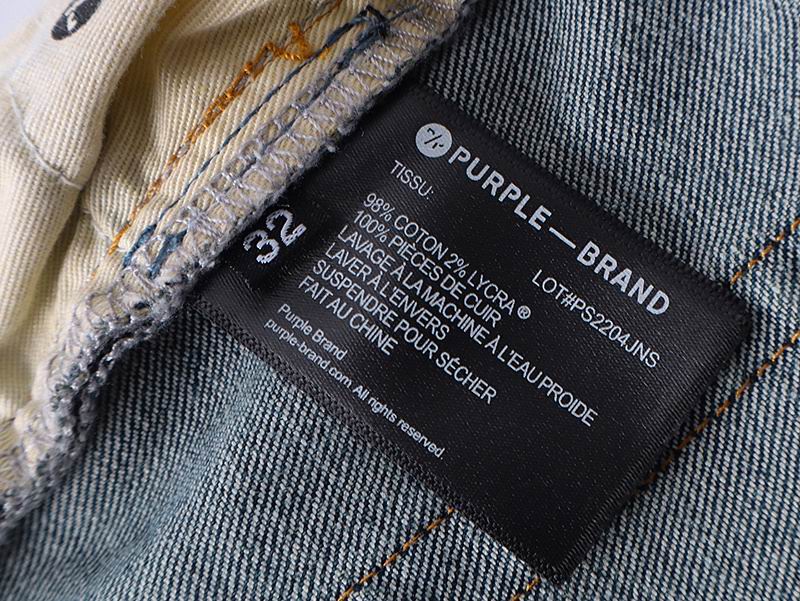 PURPLE—BRAND
TISSU:
LOT#PS2204JNS
98% COTON 2% LYCRA®
100% PIÈCES DE CUIR
LAVAGE À LA MACHINE À L'EAU PROIDE
LAVER À L'ENVERS
SUSPENDRE POUR SÉCHER
FAIT AU CHINE
Purple Brand
purple-brand.com All rights reserved.
32